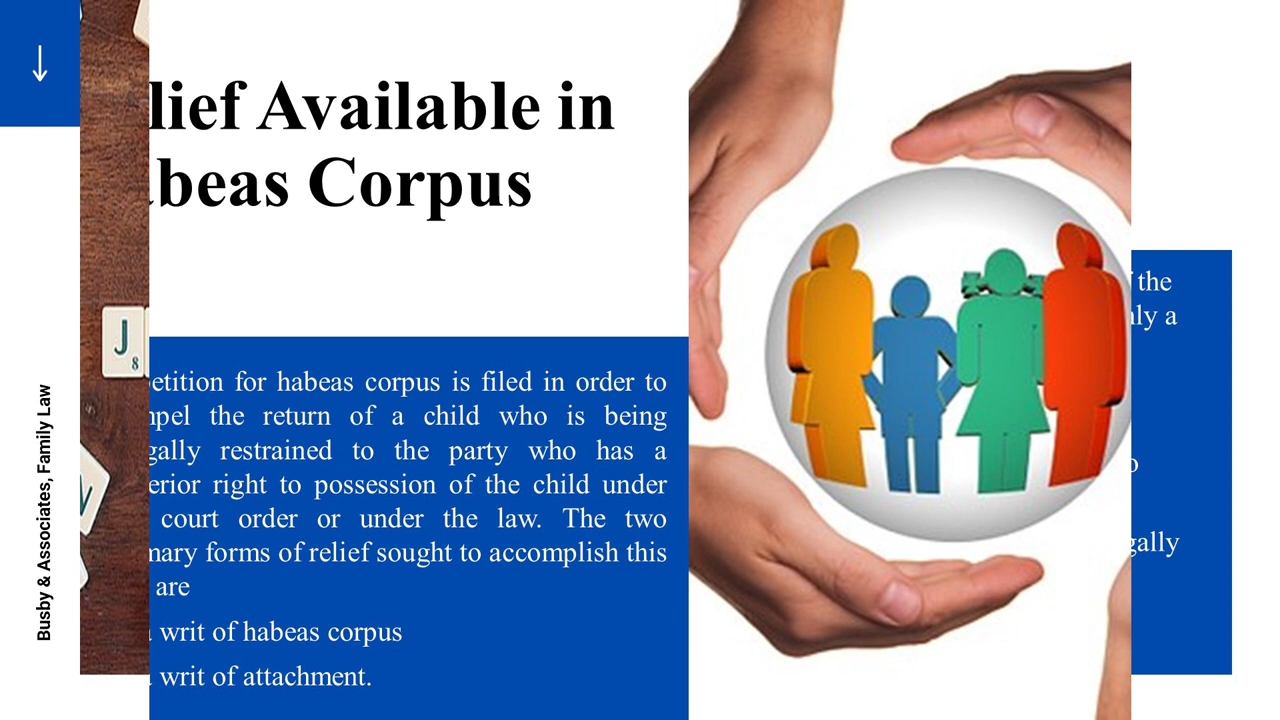 lief Available in
beas Corpus
etition for habeas corpus is filed in order to
pel the return of a child who is being
gally restrained to the party who has a
erior right to possession of the child under
court order or under the law. The two
mary forms of relief sought to accomplish this
are
writ of habeas corpus
writ of attachment.
the
ly a
gally
J
8
Busby & Associates, Family Law